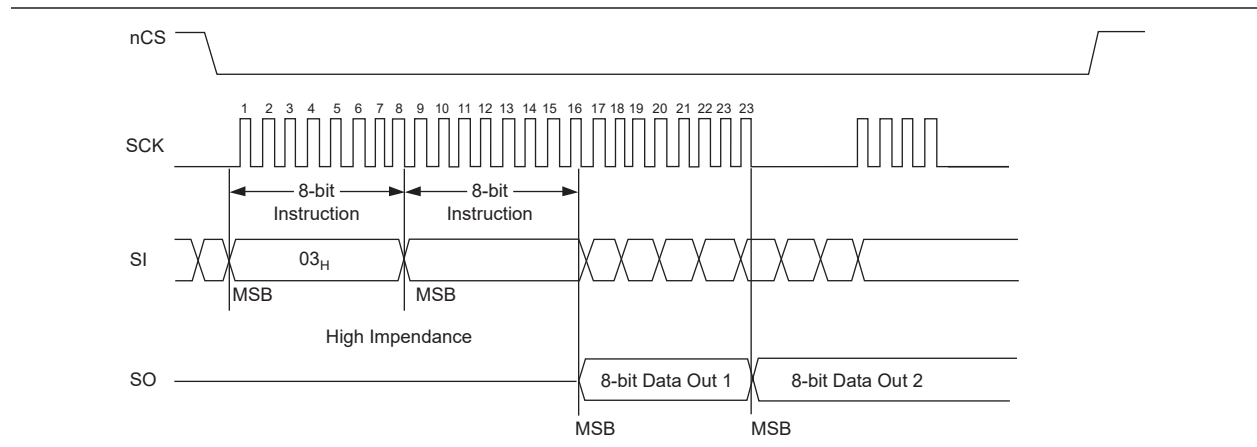 nCS
1 2 3 4 5 6 7 8 9 10 11 12 13 14 15 16 17 18 19 20 21 22 23 23
SCK
8-bit Instruction
8-bit Instruction
SI
03H
MSB
MSB
High Impendance
SO
8-bit Data Out 1
8-bit Data Out 2
MSB
MSB